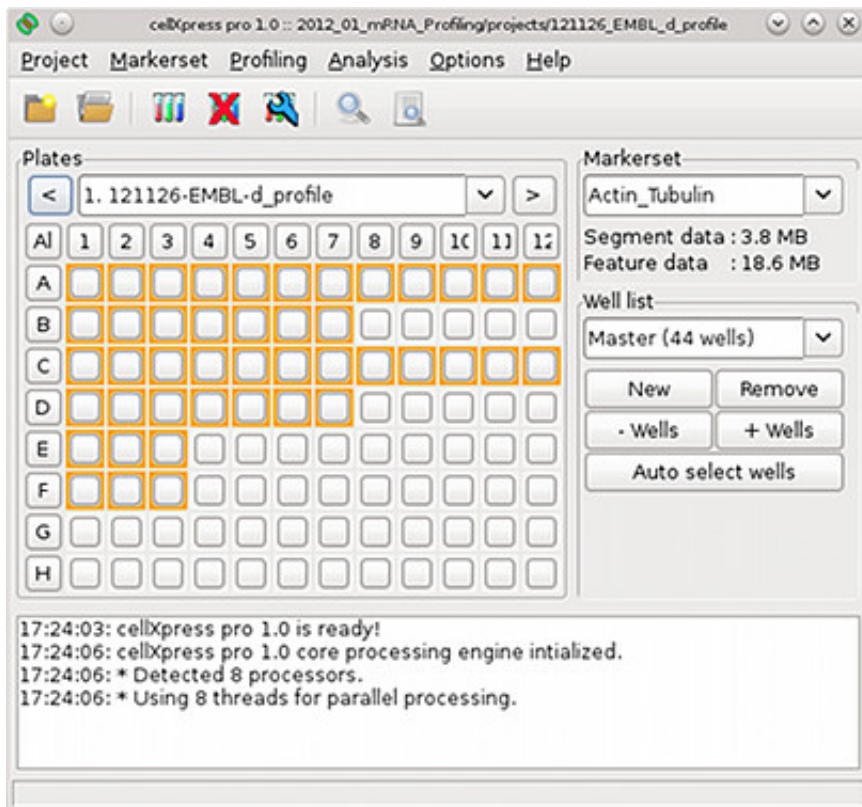 cellXpress pro 1.0 :: 2012_01_mRNA_Profiling/projects/121126_EMBL_d_profile
Project Markerset Profiling Analysis Options Help
Plates
< 1. 121126-EMBL-d_profile >
Al 1 2 3 4 5 6 7 8 9 10 11 12
A
B
C
D
E
F
G
H
Markerset
Actin_Tubulin
Segment data : 3.8 MB
Feature data : 18.6 MB
Well list
Master (44 wells)
New Remove
- Wells + Wells
Auto select wells
17:24:03: cellXpress pro 1.0 is ready!
17:24:06: cellXpress pro 1.0 core processing engine intialized.
17:24:06: * Detected 8 processors.
17:24:06: * Using 8 threads for parallel processing.